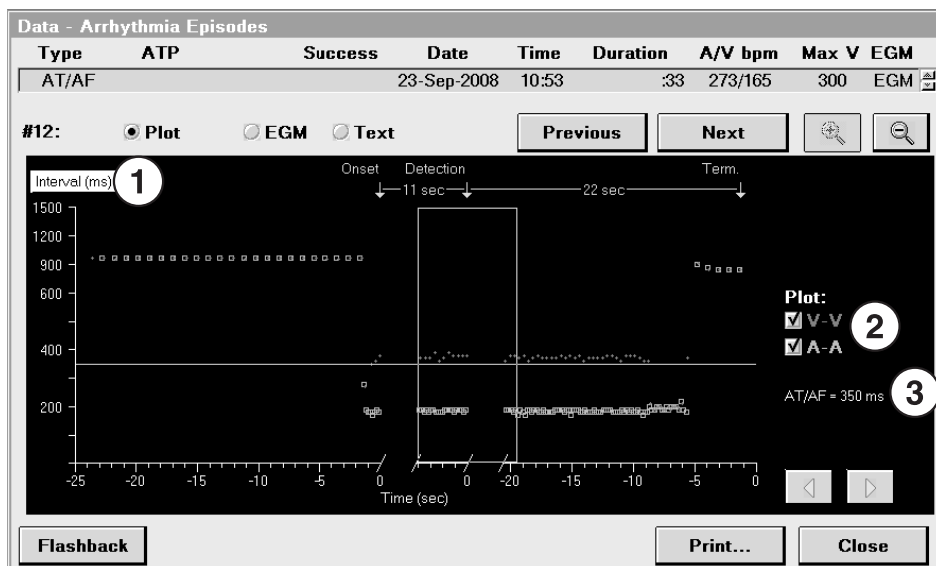 Data - Arrhythmia Episodes
Type ATP Success Date Time Duration A/V bpm Max V EGM
AT/AF 23-Sep-2008 10:53 :33 273/165 300 EGM
#12: Plot EGM Text Previous Next
Onset Detection Term.
Interval (ms) 1 11 sec 22 sec
1500
1200
900
600
400
200
Plot:
V-V 2
A-A
AT/AF = 350 ms 3
-25 -20 -15 -10 -5 0 0 -20 -15 -10 -5 0
Time (sec)
Flashback Print... Close